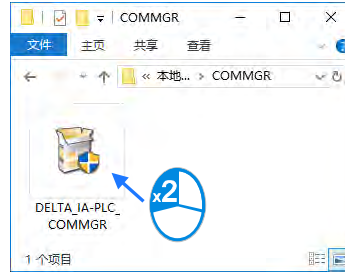 COMMGR
文件 主页 共享 查看
« 本地... > COMMGR
x2
DELTA_IA-PLC_
COMMGR
1 个项目